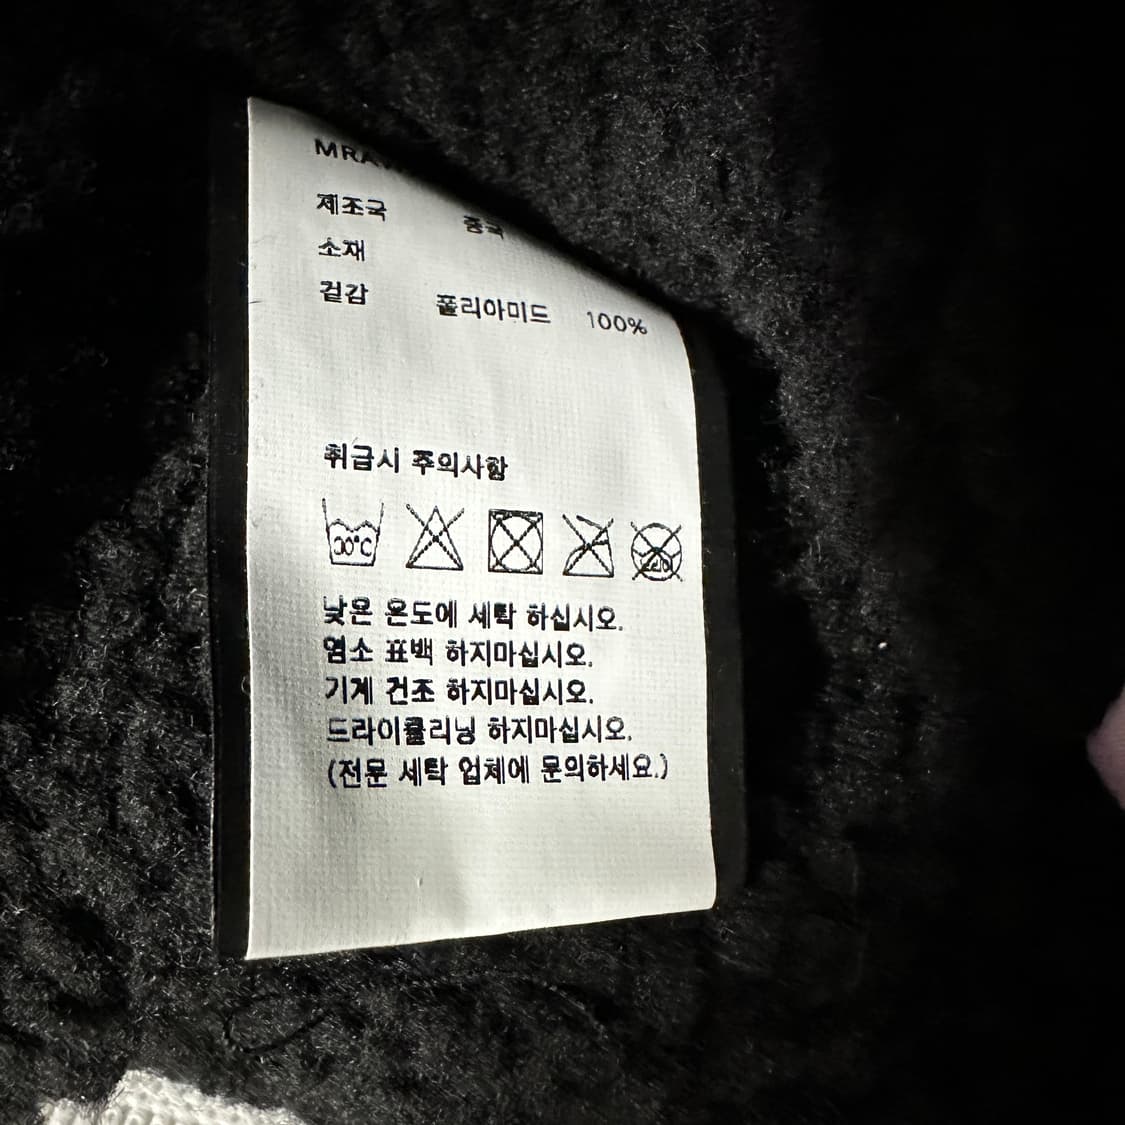 제조국 중국
소재
겉감 폴리아미드 100%
취급시 주의사항
30°C
낮은 온도에 세탁 하십시오.
염소 표백 하지마십시오.
기계 건조 하지마십시오.
드라이클리닝 하지마십시오.
(전문 세탁 업체에 문의하세요.)